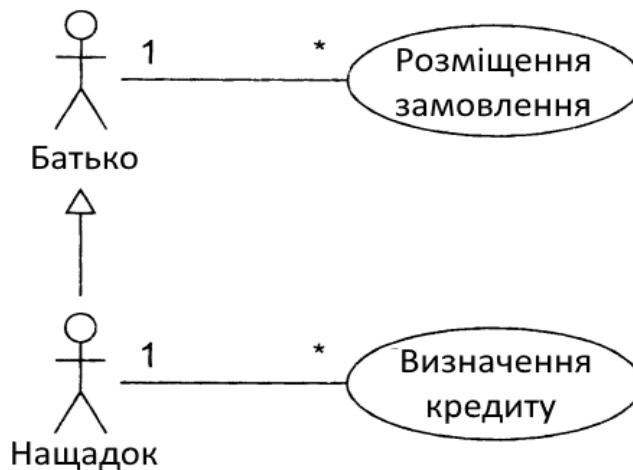 1
*
Розміщення
замовлення
Батько
1
*
Визначення
кредиту
Нащадок